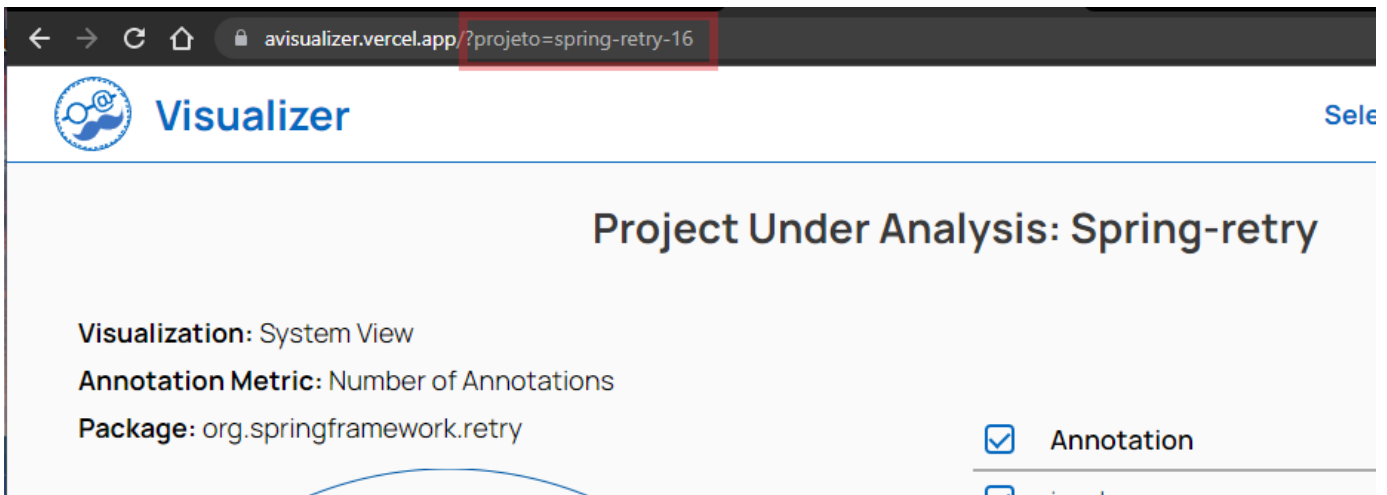 avisualizer.vercel.app/?projeto=spring-retry-16
Visualizer
Sele
Project Under Analysis: Spring-retry
Visualization: System View
Annotation Metric: Number of Annotations
Package: org.springframework.retry
Annotation